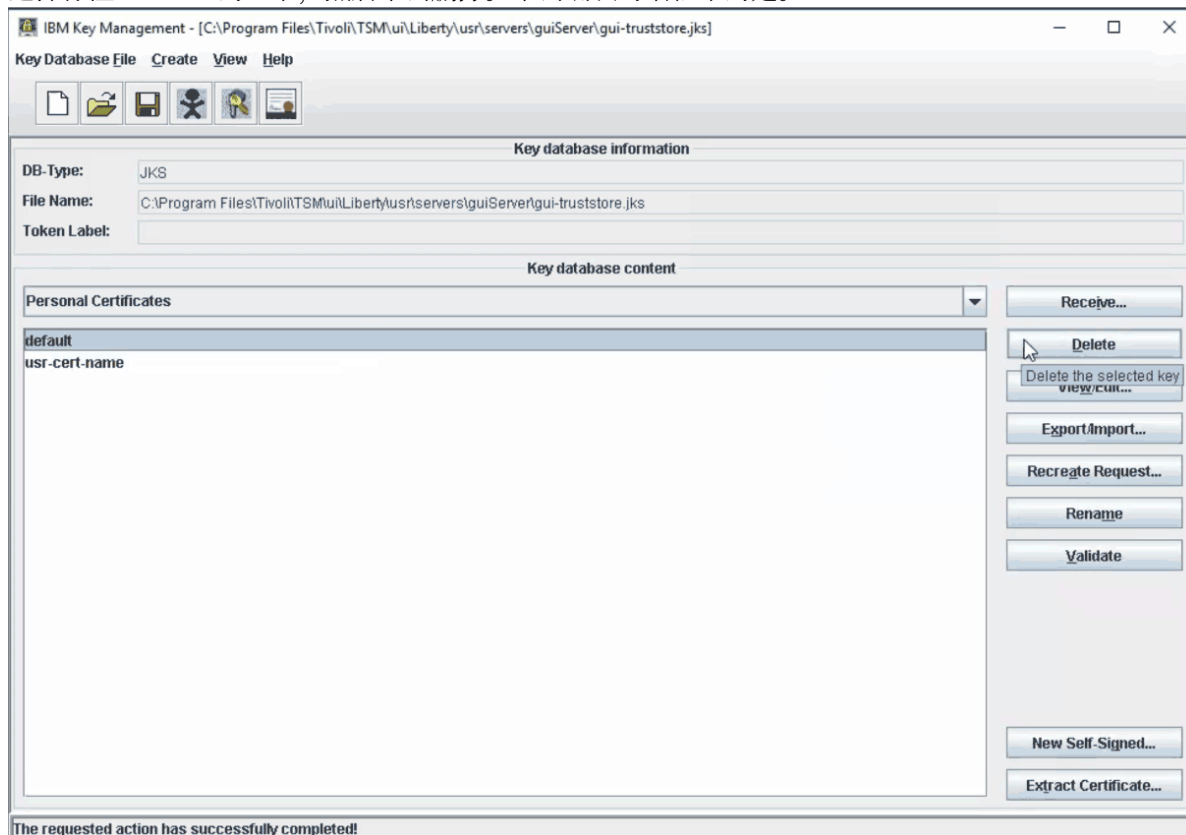 IBM Key Management - [C:\Program Files\Tivoli\TSM\ui\Liberty\usr\servers\guiServer\gui-truststore.jks]
Key Database File Create View Help
Key database information
DB-Type: JKS
File Name: C:\Program Files\Tivoli\TSM\ui\Liberty\usr\servers\guiServer\gui-truststore.jks
Token Label:
Key database content
Personal Certificates
Receive...
default
Delete
usr-cert-name
Delete the selected key
View/Edit...
Export/Import...
Recreate Request...
Rename
Validate
New Self-Signed...
Extract Certificate...
The requested action has successfully completed!